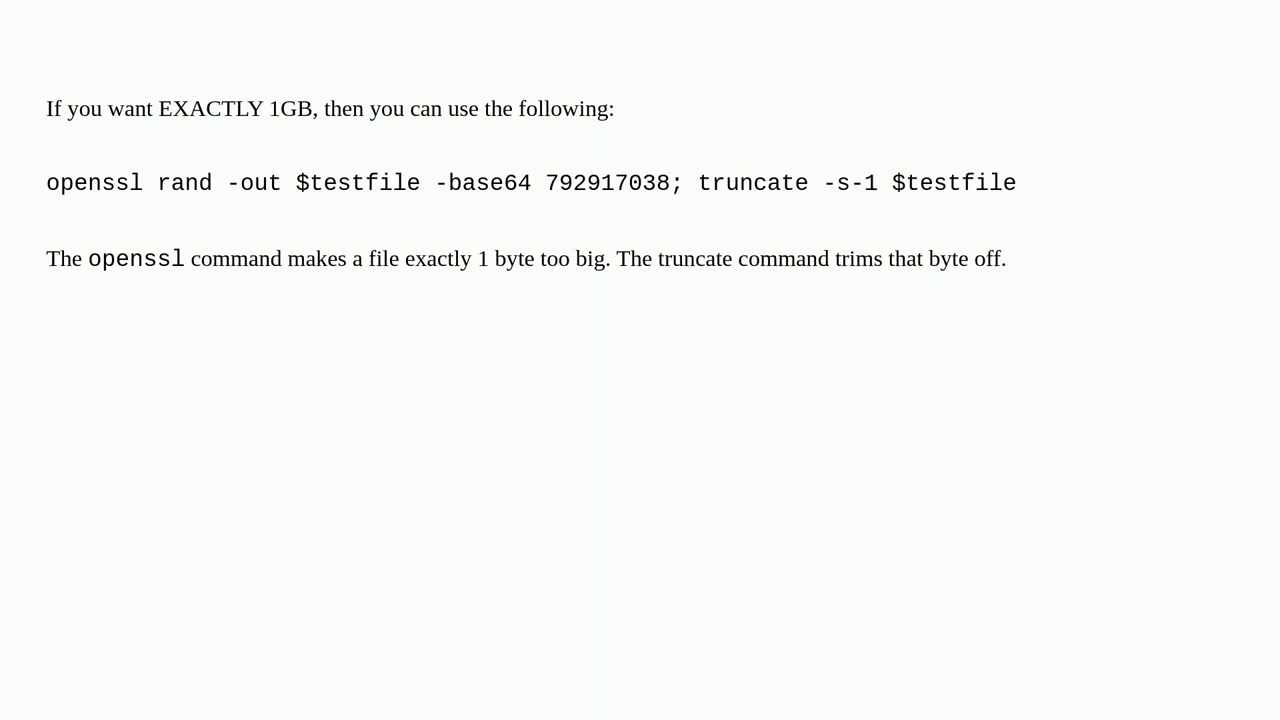 If you want EXACTLY 1GB, then you can use the following:
openssl rand -out $testfile -base64 792917038; truncate -s-1 $testfile
The openssl command makes a file exactly 1 byte too big. The truncate command trims that byte off.